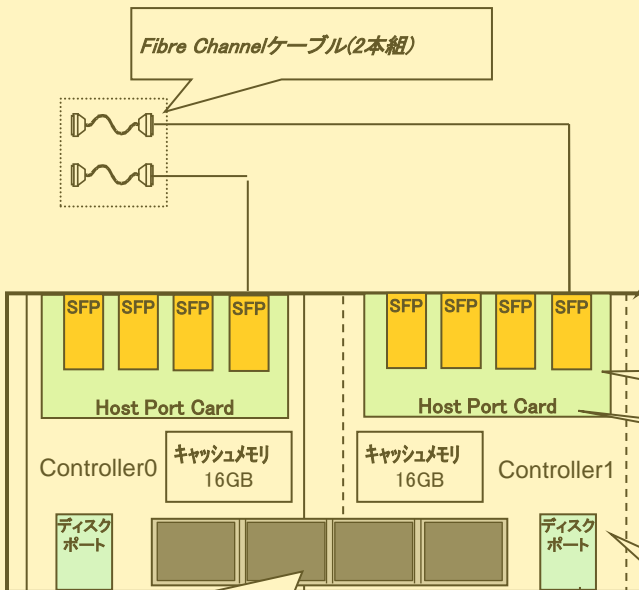 Fibre Channelケーブル(2本組)
SFP SFP SFP SFP
SFP SFP SFP SFP
Host Port Card
Host Port Card
Controller0
キャッシュメモリ
16GB
キャッシュメモリ
16GB
Controller1
ディスク
ポート
ディスク
ポート